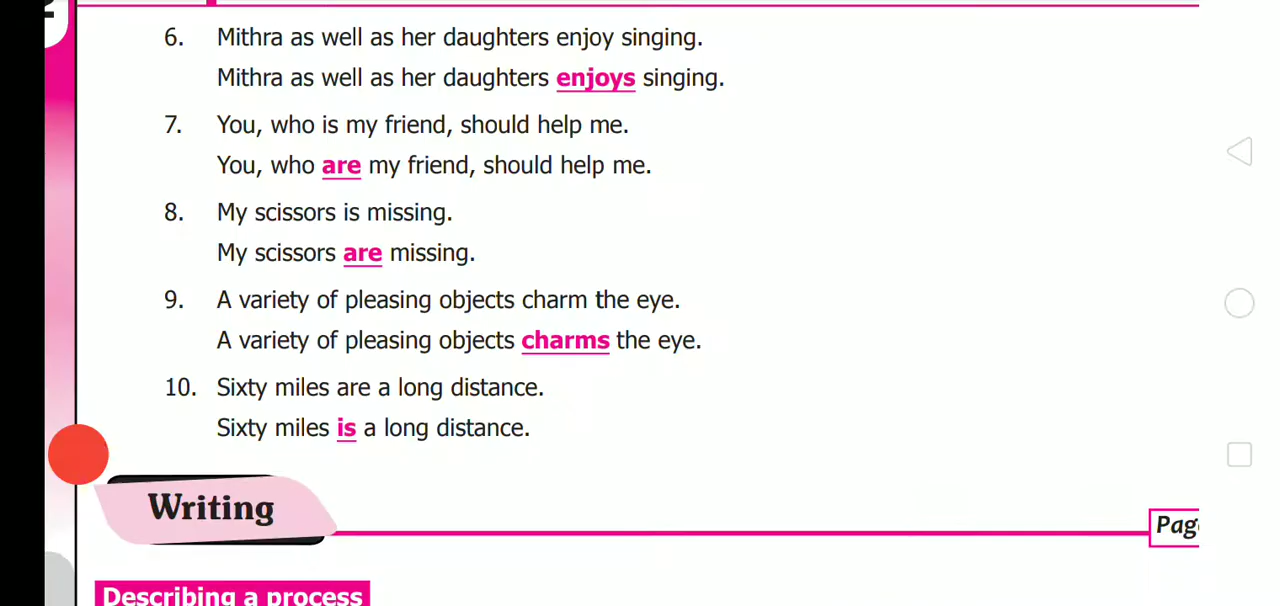 6. Mithra as well as her daughters enjoy singing.
Mithra as well as her daughters enjoys singing.
7. You, who is my friend, should help me.
You, who are my friend, should help me.
8. My scissors is missing.
My scissors are missing.
9. A variety of pleasing objects charm the eye.
A variety of pleasing objects charms the eye.
10. Sixty miles are a long distance.
Sixty miles is a long distance.
Writing
Pag
Describing a process